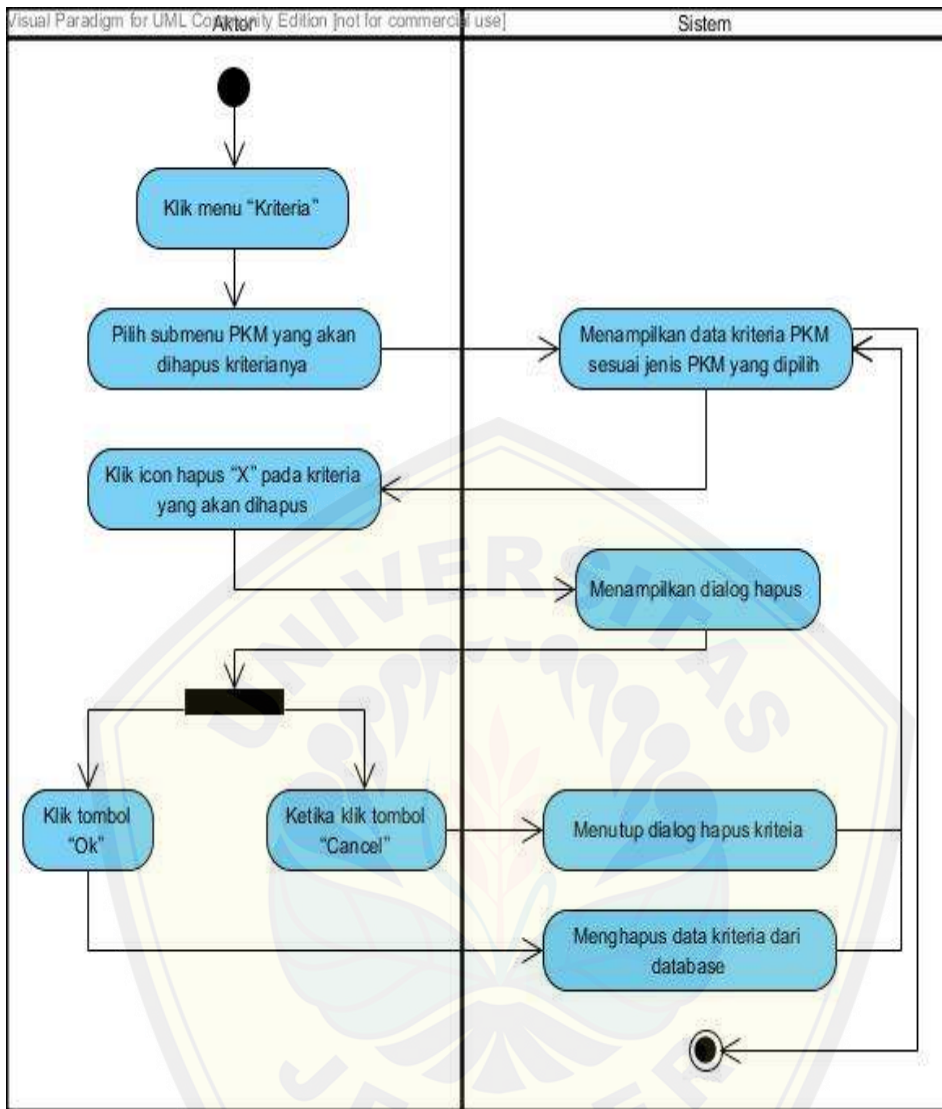 Visual Paradigm for UML Community Edition [not for commercial use]
Aktor
Sistem
Klik menu “Kriteria”
Pilih submenu PKM yang akan
dihapus kriterianya
Menampilkan data kriteria PKM
sesuai jenis PKM yang dipilih
Klik icon hapus “X” pada kriteria
yang akan dihapus
Menampilkan dialog hapus
Klik tombol
“Ok”
Ketika klik tombol
“Cancel”
Menutup dialog hapus kriteia
Menghapus data kriteria dari
database
UNIVERSITAS
JEMBER